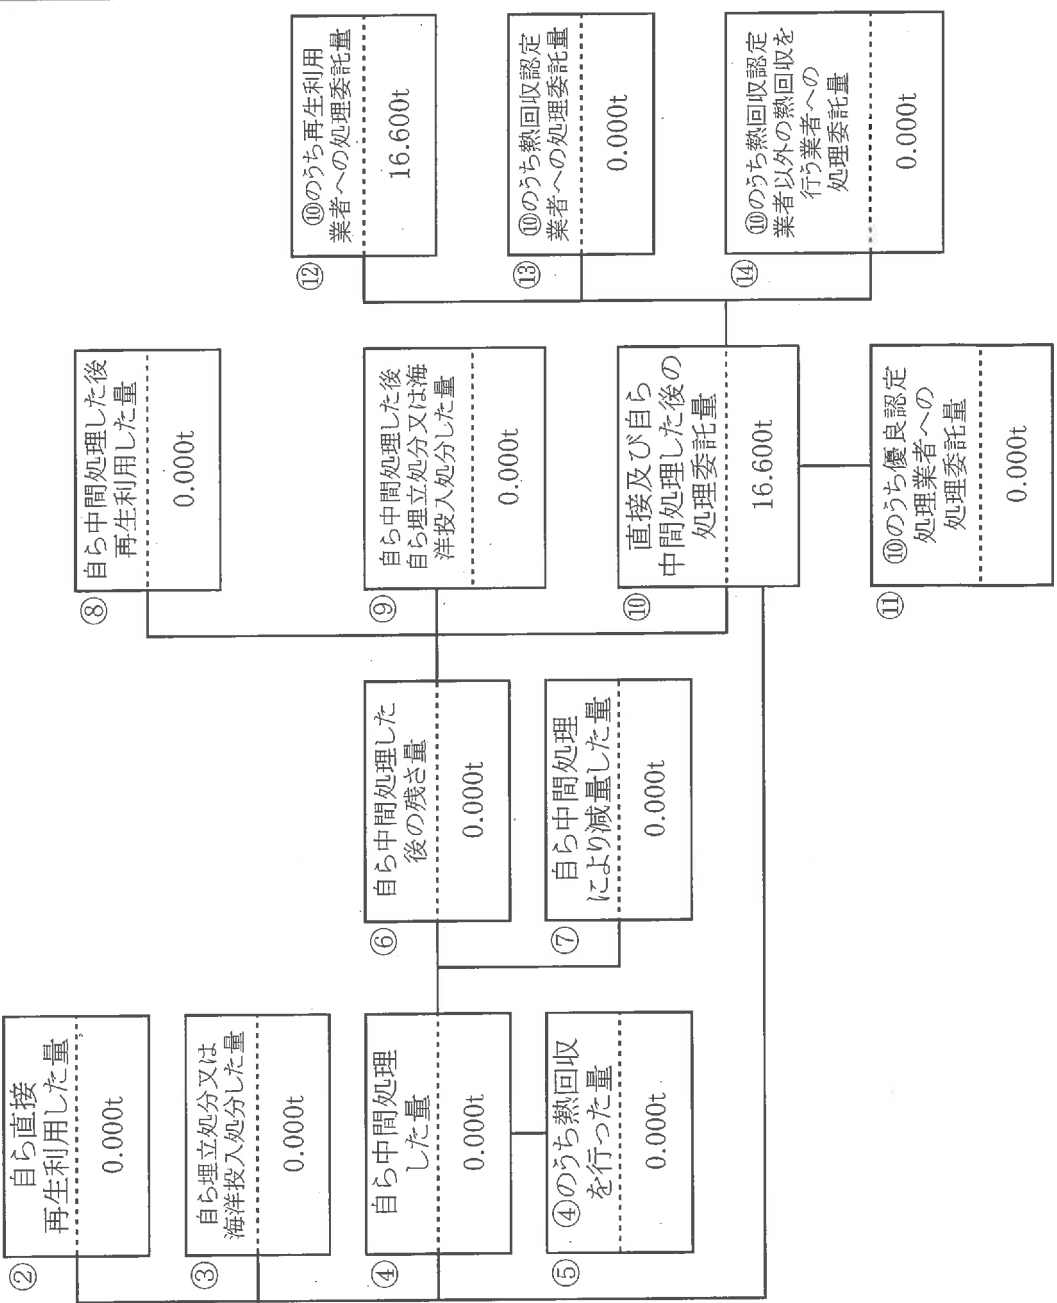 ②
自ら直接
再生利用した量
0.000t
③
自ら埋立処分又は
海洋投入処分した量
0.000t
④
自ら中間処理
した量
0.000t
⑤
④のうち熱回収
を行った量
0.000t
⑥
自ら中間処理した
後の残さ量
0.000t
⑦
自ら中間処理
により減量した量
0.000t
⑧
自ら中間処理した後
再生利用した量
0.000t
⑨
自ら中間処理した後
自ら埋立処分又は海
洋投入処分した量
0.000t
⑩
直接及び自ら
中間処理した後の
処理委託量
16.600t
⑪
⑩のうち優良認定
処理業者への
処理委託量
0.000t
⑫
⑩のうち再生利用
業者への処理委託量
16.600t
⑬
⑩のうち熱回収認定
業者への処理委託量
0.000t
⑭
⑩のうち熱回収認定
業者以外の熱回収を
行う業者への
処理委託量
0.000t